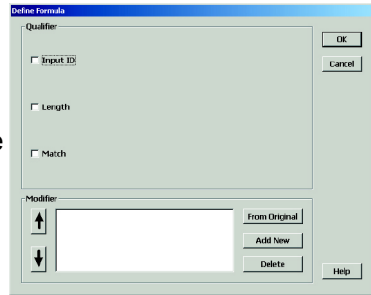 Define Formula
Qualifier
OK
Input ID
Cancel
Length
e
Match
Modifier
From Original
Add New
Delete
Help